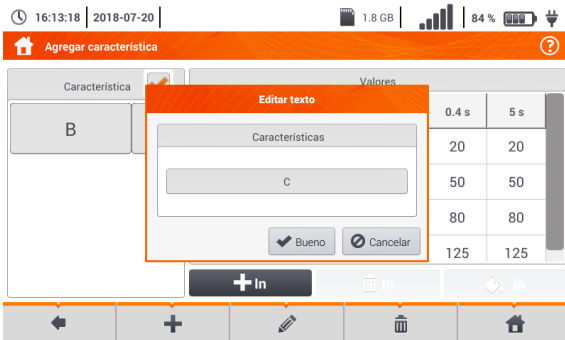 16:13:18 2018-07-20 1.8 GB 84 %
Agregar característica ?
Característica Valores
Editar texto
0.4 s 5 s
Características
B
20 20
C
50 50
80 80
Bueno Cancelar
125 125
In In In